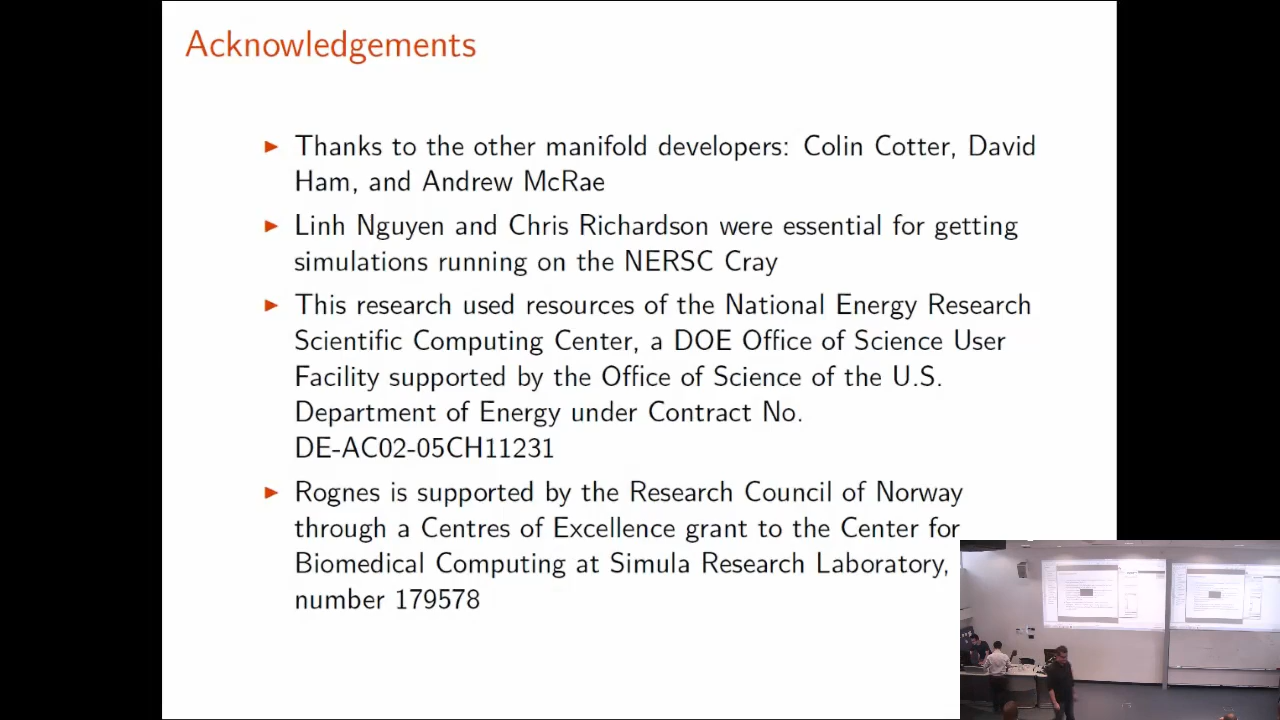 Acknowledgements
▶ Thanks to the other manifold developers: Colin Cotter, David
Ham, and Andrew McRae
▶ Linh Nguyen and Chris Richardson were essential for getting
simulations running on the NERSC Cray
▶ This research used resources of the National Energy Research
Scientific Computing Center, a DOE Office of Science User
Facility supported by the Office of Science of the U.S.
Department of Energy under Contract No.
DE-AC02-05CH11231
▶ Rognes is supported by the Research Council of Norway
through a Centres of Excellence grant to the Center for
Biomedical Computing at Simula Research Laboratory,
number 179578